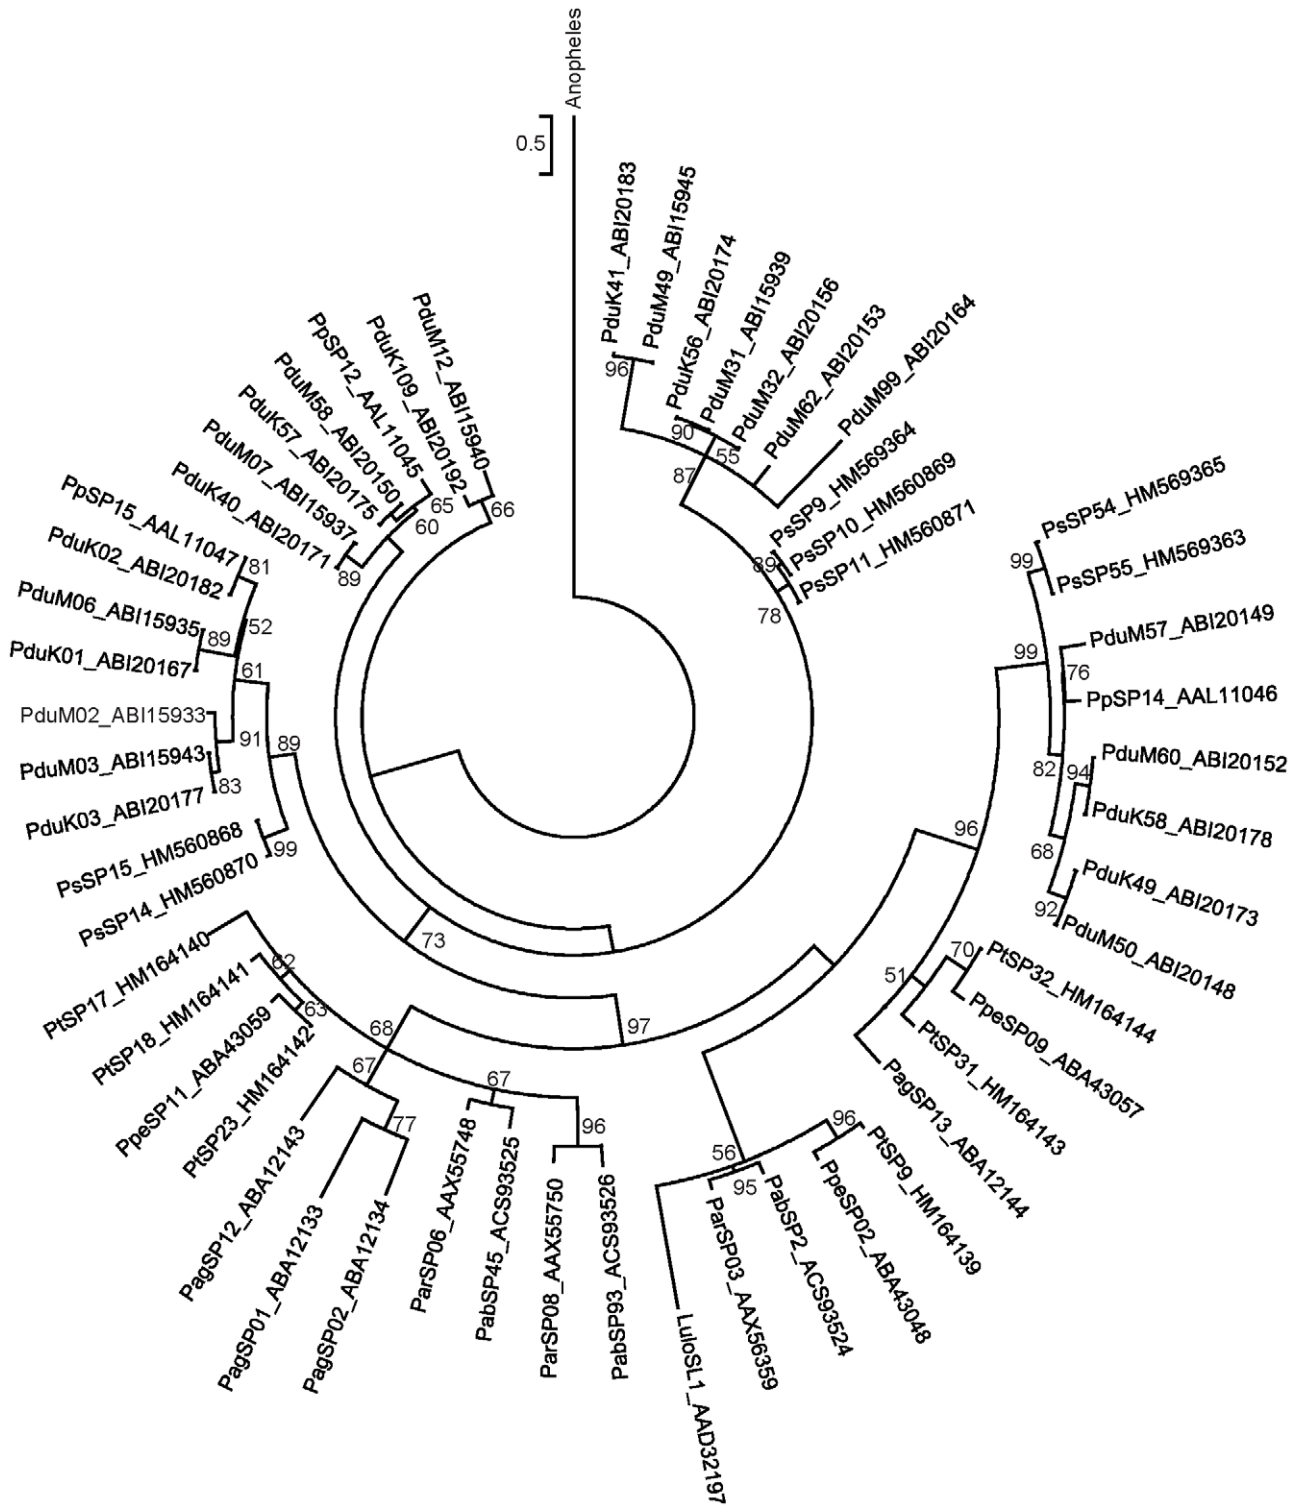 Anopheles
0.5
PduK41_ABI20183
PduM49_ABI15945
96
PduK56_ABI20174
PduM31_ABI15939
90
PduM32_ABI20156
55
PduM62_ABI20153
PduM99_ABI20164
87
PsSP9_HM569364
PsSP10_HM560869
89
PsSP11_HM560871
78
PsSP54_HM569365
PsSP55_HM569363
99
99
PduM57_ABI20149
76
PpSP14_AAL11046
82
PduM60_ABI20152
94
PduK58_ABI20178
68
PduK49_ABI20173
92
PduM50_ABI20148
96
70
PtSP32_HM164144
PpeSP09_ABA43057
51
PtSP31_HM164143
PagSP13_ABA12144
96
PtSP9_HM164139
PpeSP02_ABA43048
56
95
PabSP2_ACS93524
ParSP03_AAX56359
LuloSL1_AAD32197
97
96
PabSP93_ACS93526
ParSP08_AAX55750
67
PabSP45_ACS93525
ParSP06_AAX55748
68
67
77
PagSP02_ABA12134
PagSP01_ABA12133
PagSP12_ABA12143
63
PtSP23_HM164142
PpeSP11_ABA43059
62
PtSP18_HM164141
PtSP17_HM164140
73
99
PsSP14_HM560870
PsSP15_HM560868
89
83
PduK03_ABI20177
PduM03_ABI15943
91
PduM02_ABI15933
61
PduK01_ABI20167
89
PduM06_ABI15935
52
PduK02_ABI20182
81
PpSP15_AAL11047
89
PduK40_ABI20171
PduM07_ABI15937
60
PduK57_ABI20175
PduM58_ABI20150
65
PpSP12_AAL11045
66
PduK109_ABI20192
PduM12_ABI15940